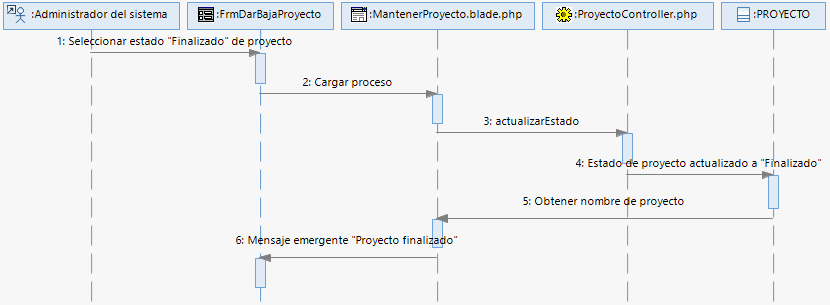 :Administrador del sistema
:FrmDarBajaProyecto
:MantenerProyecto.blade.php
:ProyectoController.php
:PROYECTO
1: Seleccionar estado "Finalizado" de proyecto
2: Cargar proceso
3: actualizarEstado
4: Estado de proyecto actualizado a "Finalizado"
5: Obtener nombre de proyecto
6: Mensaje emergente "Proyecto finalizado"